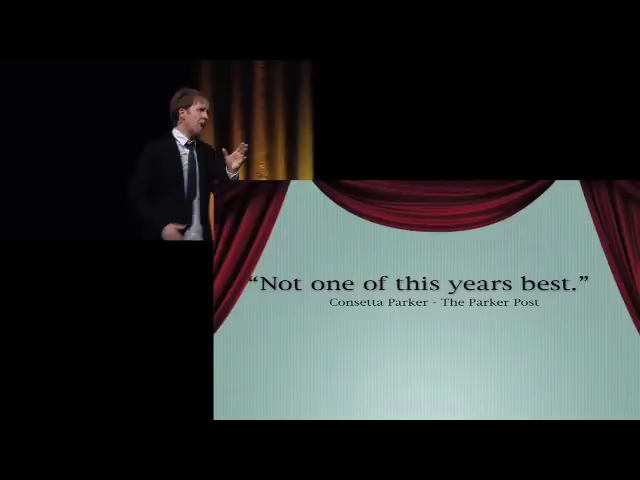 “Not one of this years best.”
Consetta Parker - The Parker Post